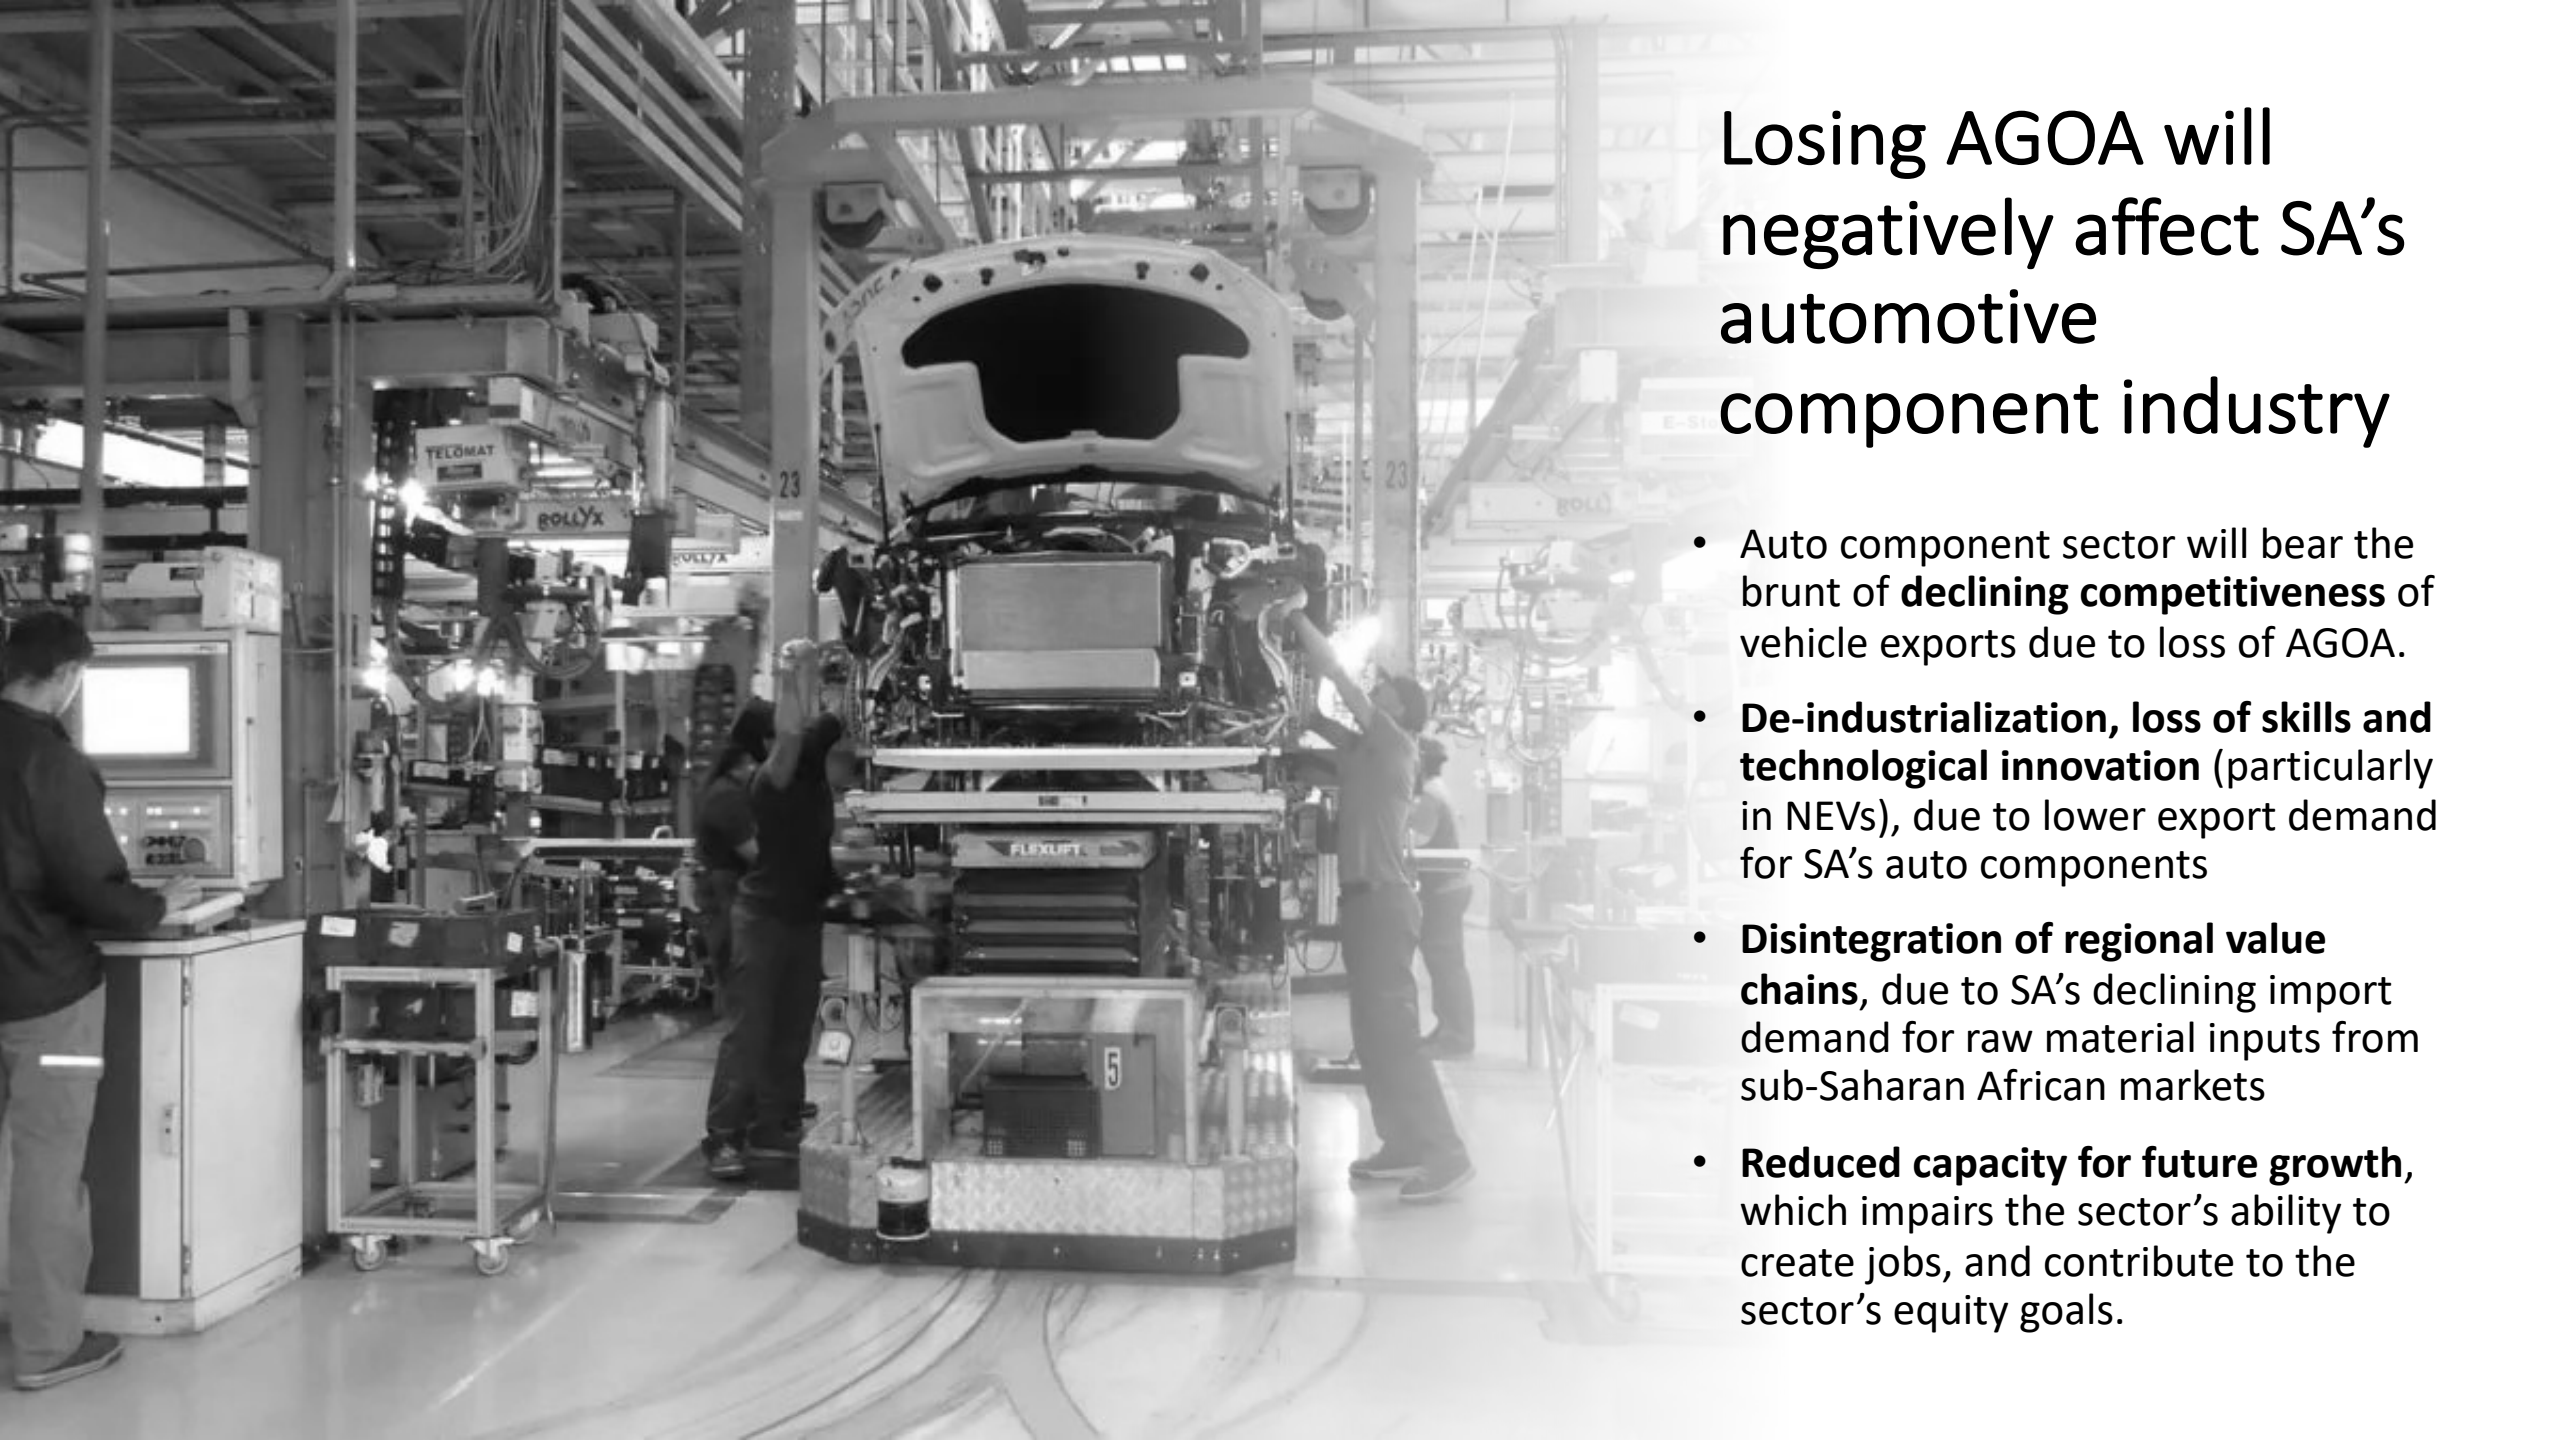 Losing AGOA will
negatively affect SA’s
automotive
component industry
• Auto component sector will bear the
brunt of declining competitiveness of
vehicle exports due to loss of AGOA.
• De-industrialization, loss of skills and
technological innovation (particularly
in NEVs), due to lower export demand
for SA’s auto components
• Disintegration of regional value
chains, due to SA’s declining import
demand for raw material inputs from
sub-Saharan African markets
• Reduced capacity for future growth,
which impairs the sector’s ability to
create jobs, and contribute to the
sector’s equity goals.
TELOMAT
ROLLYX
ROLLYX
23
23
FLEXLIFT
5